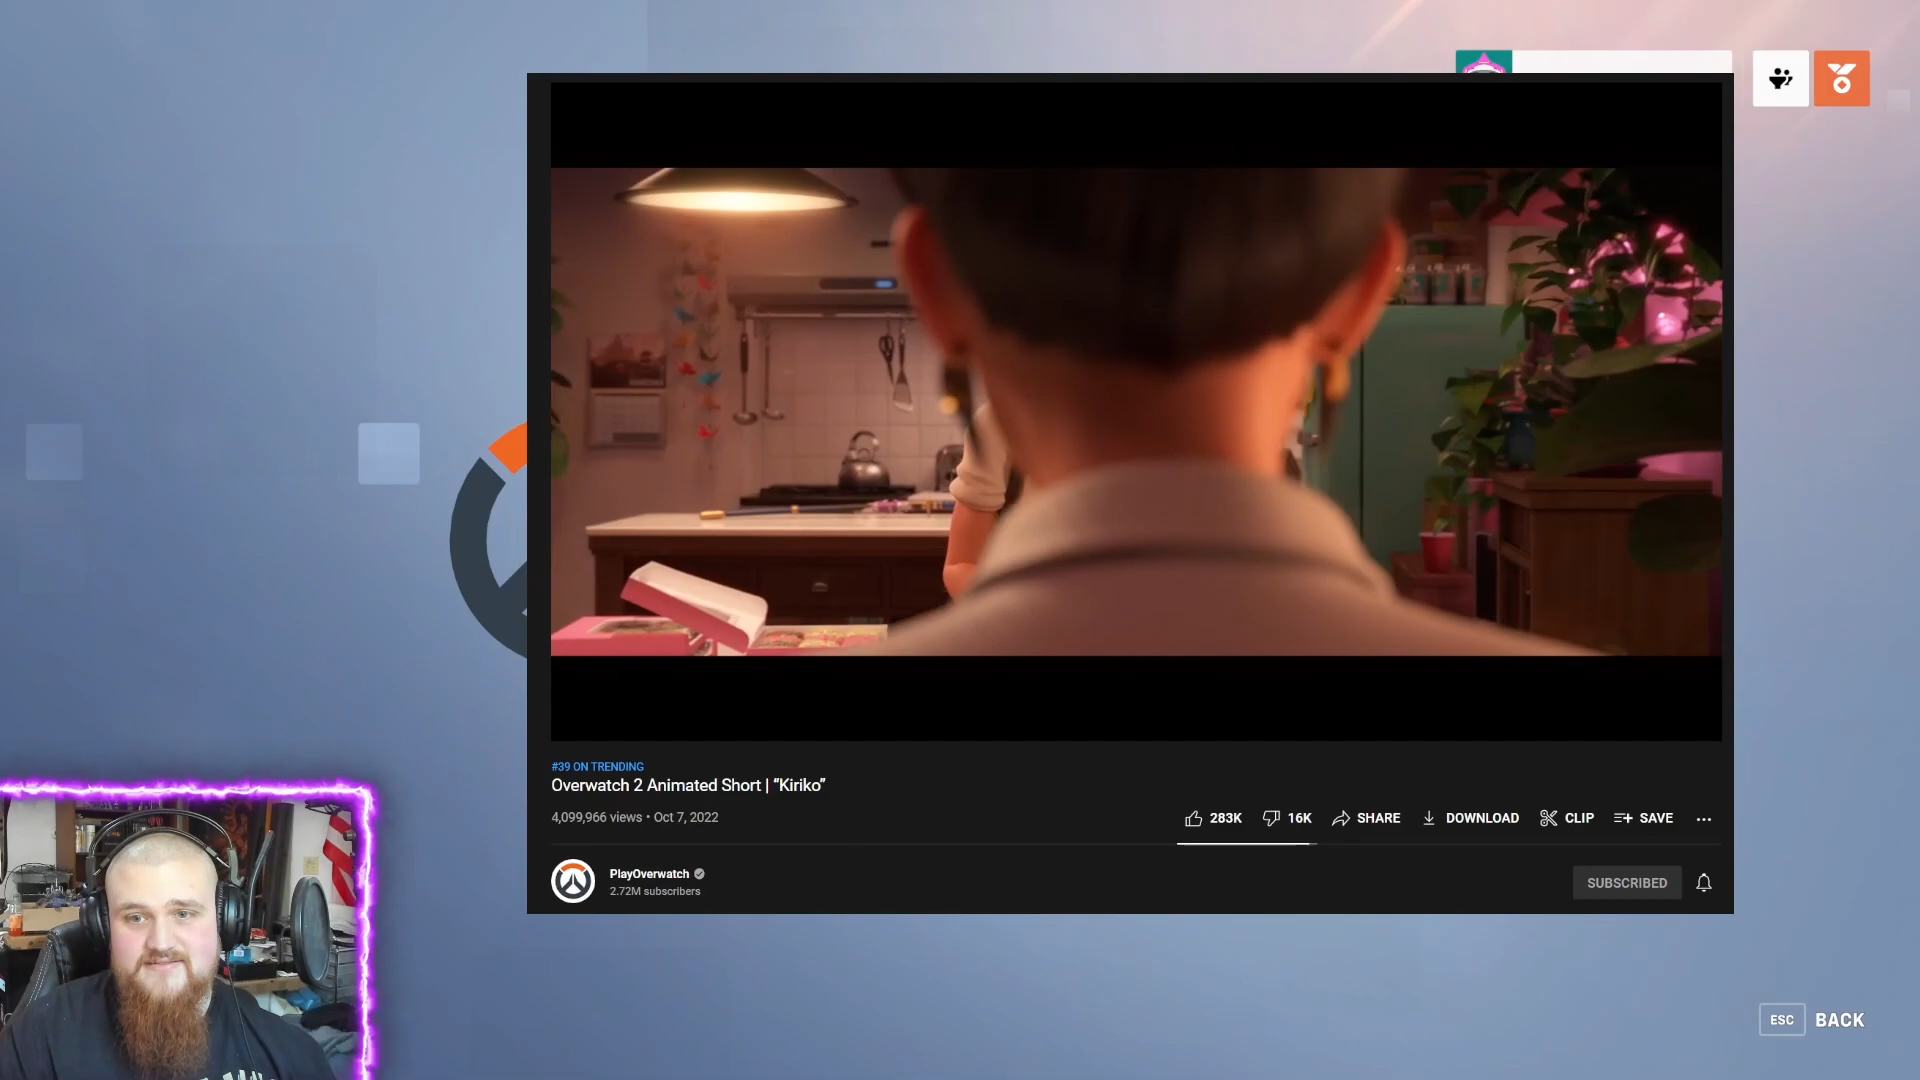 #39 ON TRENDING
Overwatch 2 Animated Short | “Kiriko”
4,099,966 views • Oct 7, 2022
283K 16K SHARE DOWNLOAD CLIP SAVE ...
PlayOverwatch
2.72M subscribers
SUBSCRIBED
ESC BACK